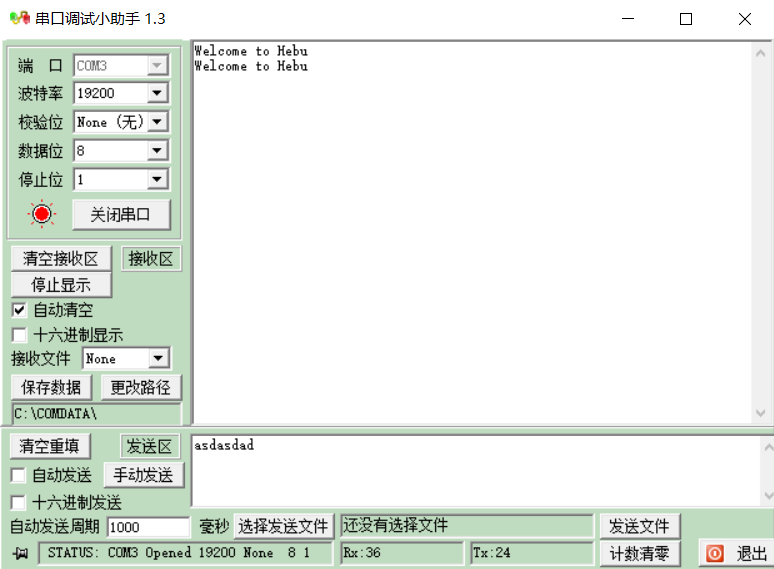 串口调试小助手 1.3
端 口 COM3
波特率 19200
校验位 None (无)
数据位 8
停止位 1
关闭串口
清空接收区 接收区
停止显示
自动清空
十六进制显示
接收文件 None
保存数据 更改路径
C:\COMDATA\
Welcome to Hebu
Welcome to Hebu
清空重填 发送区
自动发送 手动发送
十六进制发送
asdasdad
自动发送周期 1000 毫秒 选择发送文件 还没有选择文件 发送文件
STATUS: COM3 Opened 19200 None 8 1 Rx:36 Tx:24 计数清零 退出